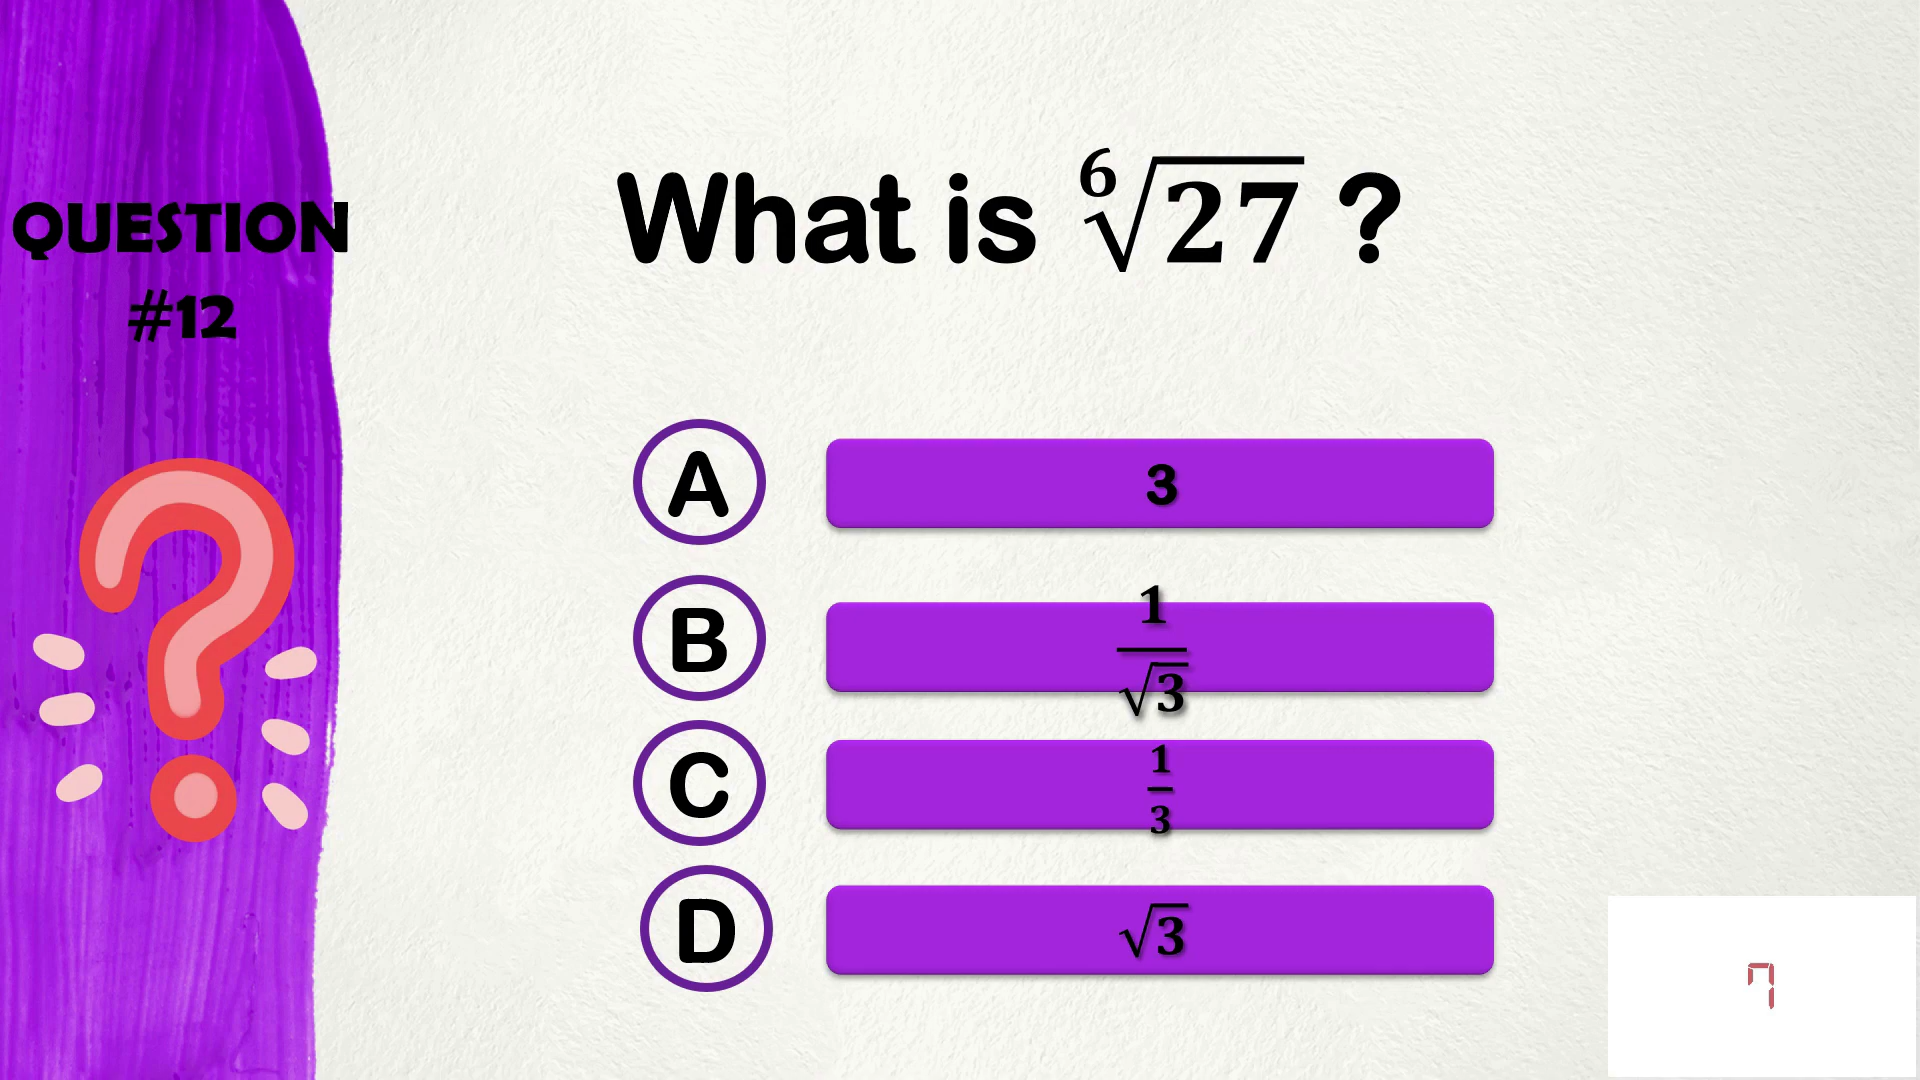 QUESTION
#12
What is ⁶√27 ?
A 3
B 1/√3
C 1/3
D √3
7